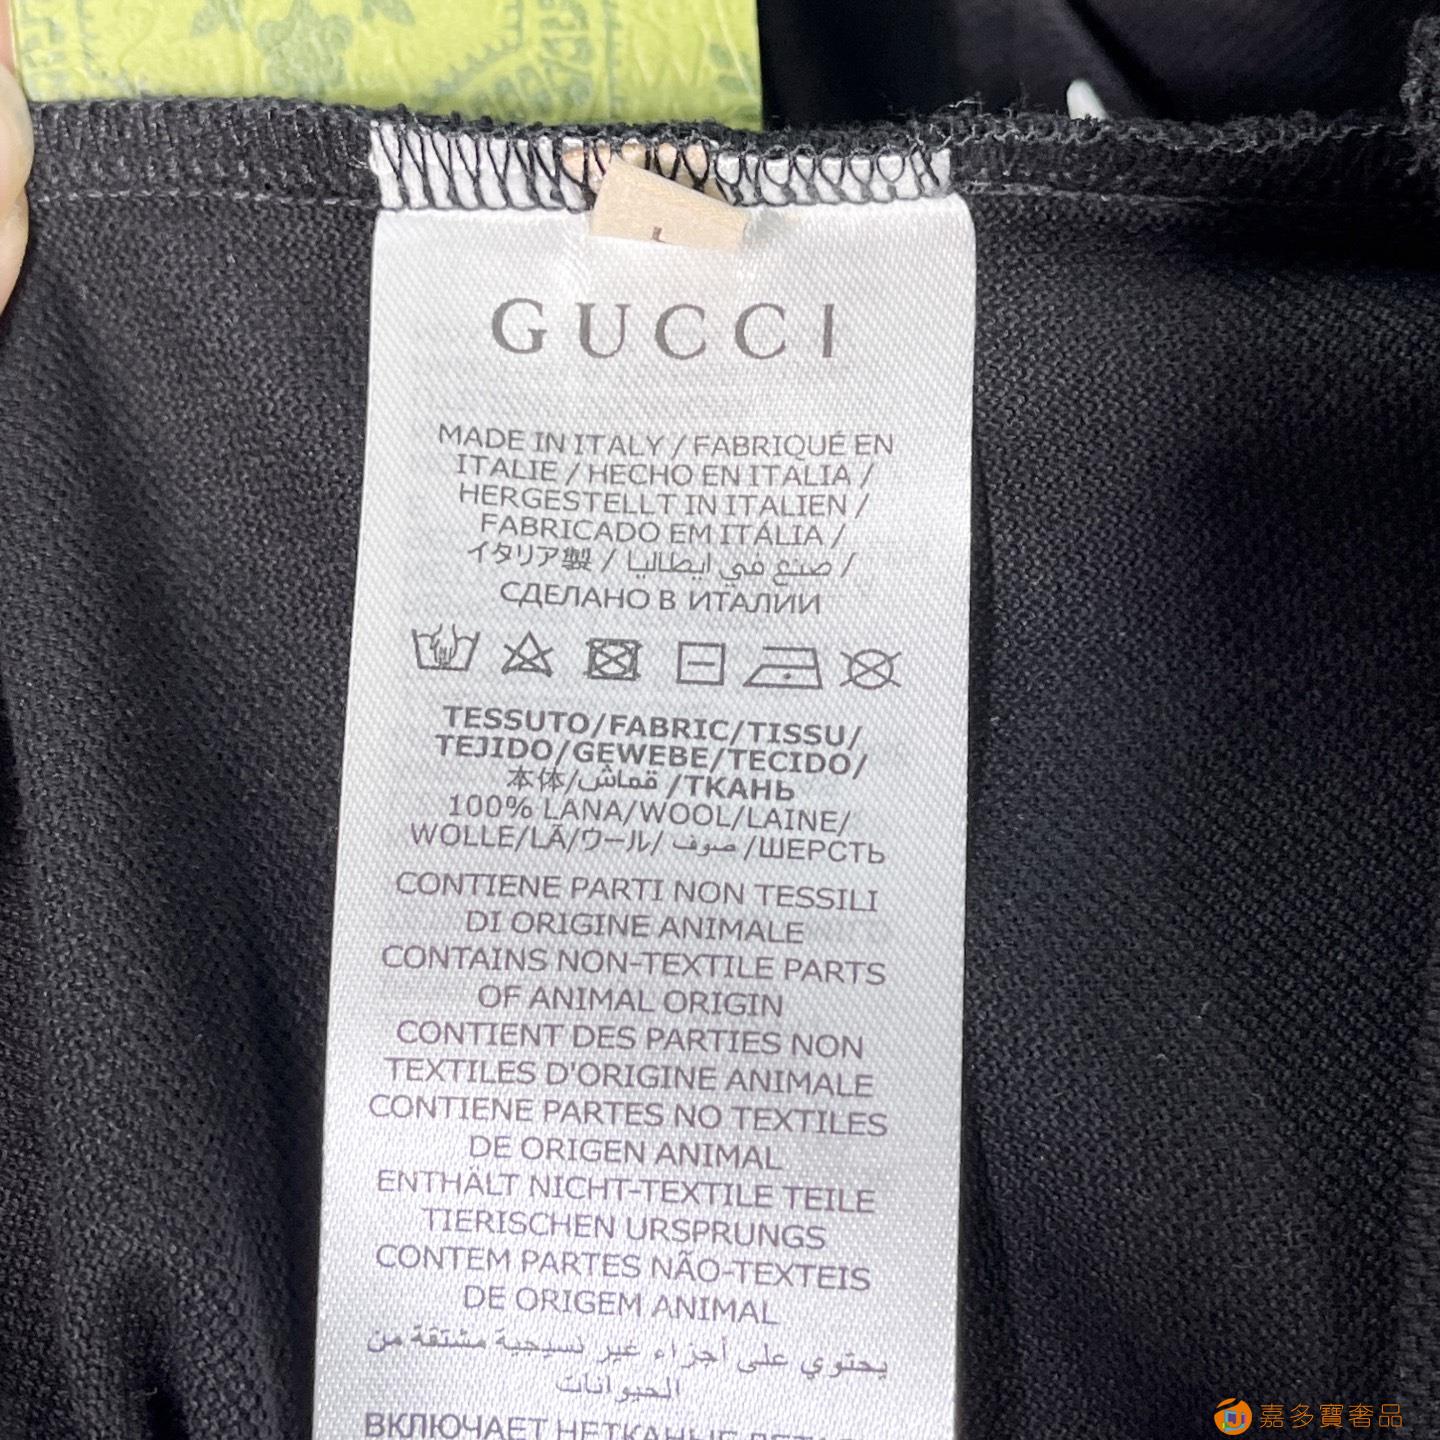 L
GUCCI
MADE IN ITALY / FABRIQUÉ EN
ITALIE / HECHO EN ITALIA /
HERGESTELLT IN ITALIEN /
FABRICADO EM ITÁLIA /
イタリア製 / صنع في ايطاليا /
СДЕЛАНО В ИТАЛИИ
TESSUTO/FABRIC/TISSU/
TEJIDO/GEWEBE/TECIDO/
本体/قماش /ТКАНЬ
100% LANA/WOOL/LAINE/
WOLLE/LÃ/ウール/ صوف /ШЕРСТЬ
CONTIENE PARTI NON TESSILI
DI ORIGINE ANIMALE
CONTAINS NON-TEXTILE PARTS
OF ANIMAL ORIGIN
CONTIENT DES PARTIES NON
TEXTILES D'ORIGINE ANIMALE
CONTIENE PARTES NO TEXTILES
DE ORIGEN ANIMAL
ENTHÄLT NICHT-TEXTILE TEILE
TIERISCHEN URSPRUNGS
CONTEM PARTES NÃO-TEXTEIS
DE ORIGEM ANIMAL
يحتوي على أجزاء غير نسيجية مشتقة من
الحيوانات
ВКЛЮЧАЕТ НЕТКАНЫЕ
嘉多寶奢品